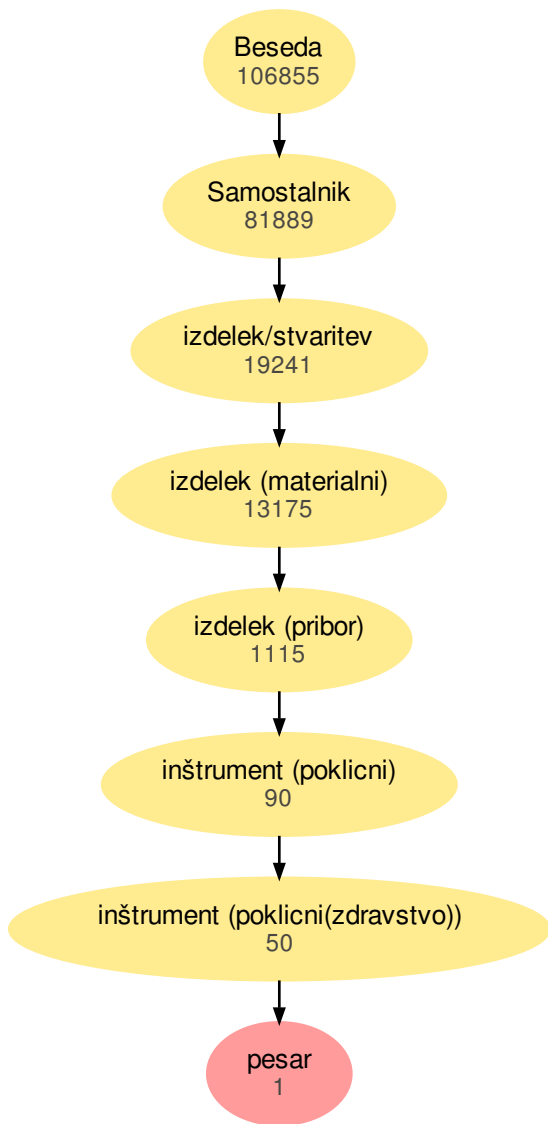 Beseda
106855
Samostalnik
81889
izdelek/stvaritev
19241
izdelek (materialni)
13175
izdelek (pribor)
1115
inštrument (poklicni)
90
inštrument (poklicni(zdravstvo))
50
pesar
1